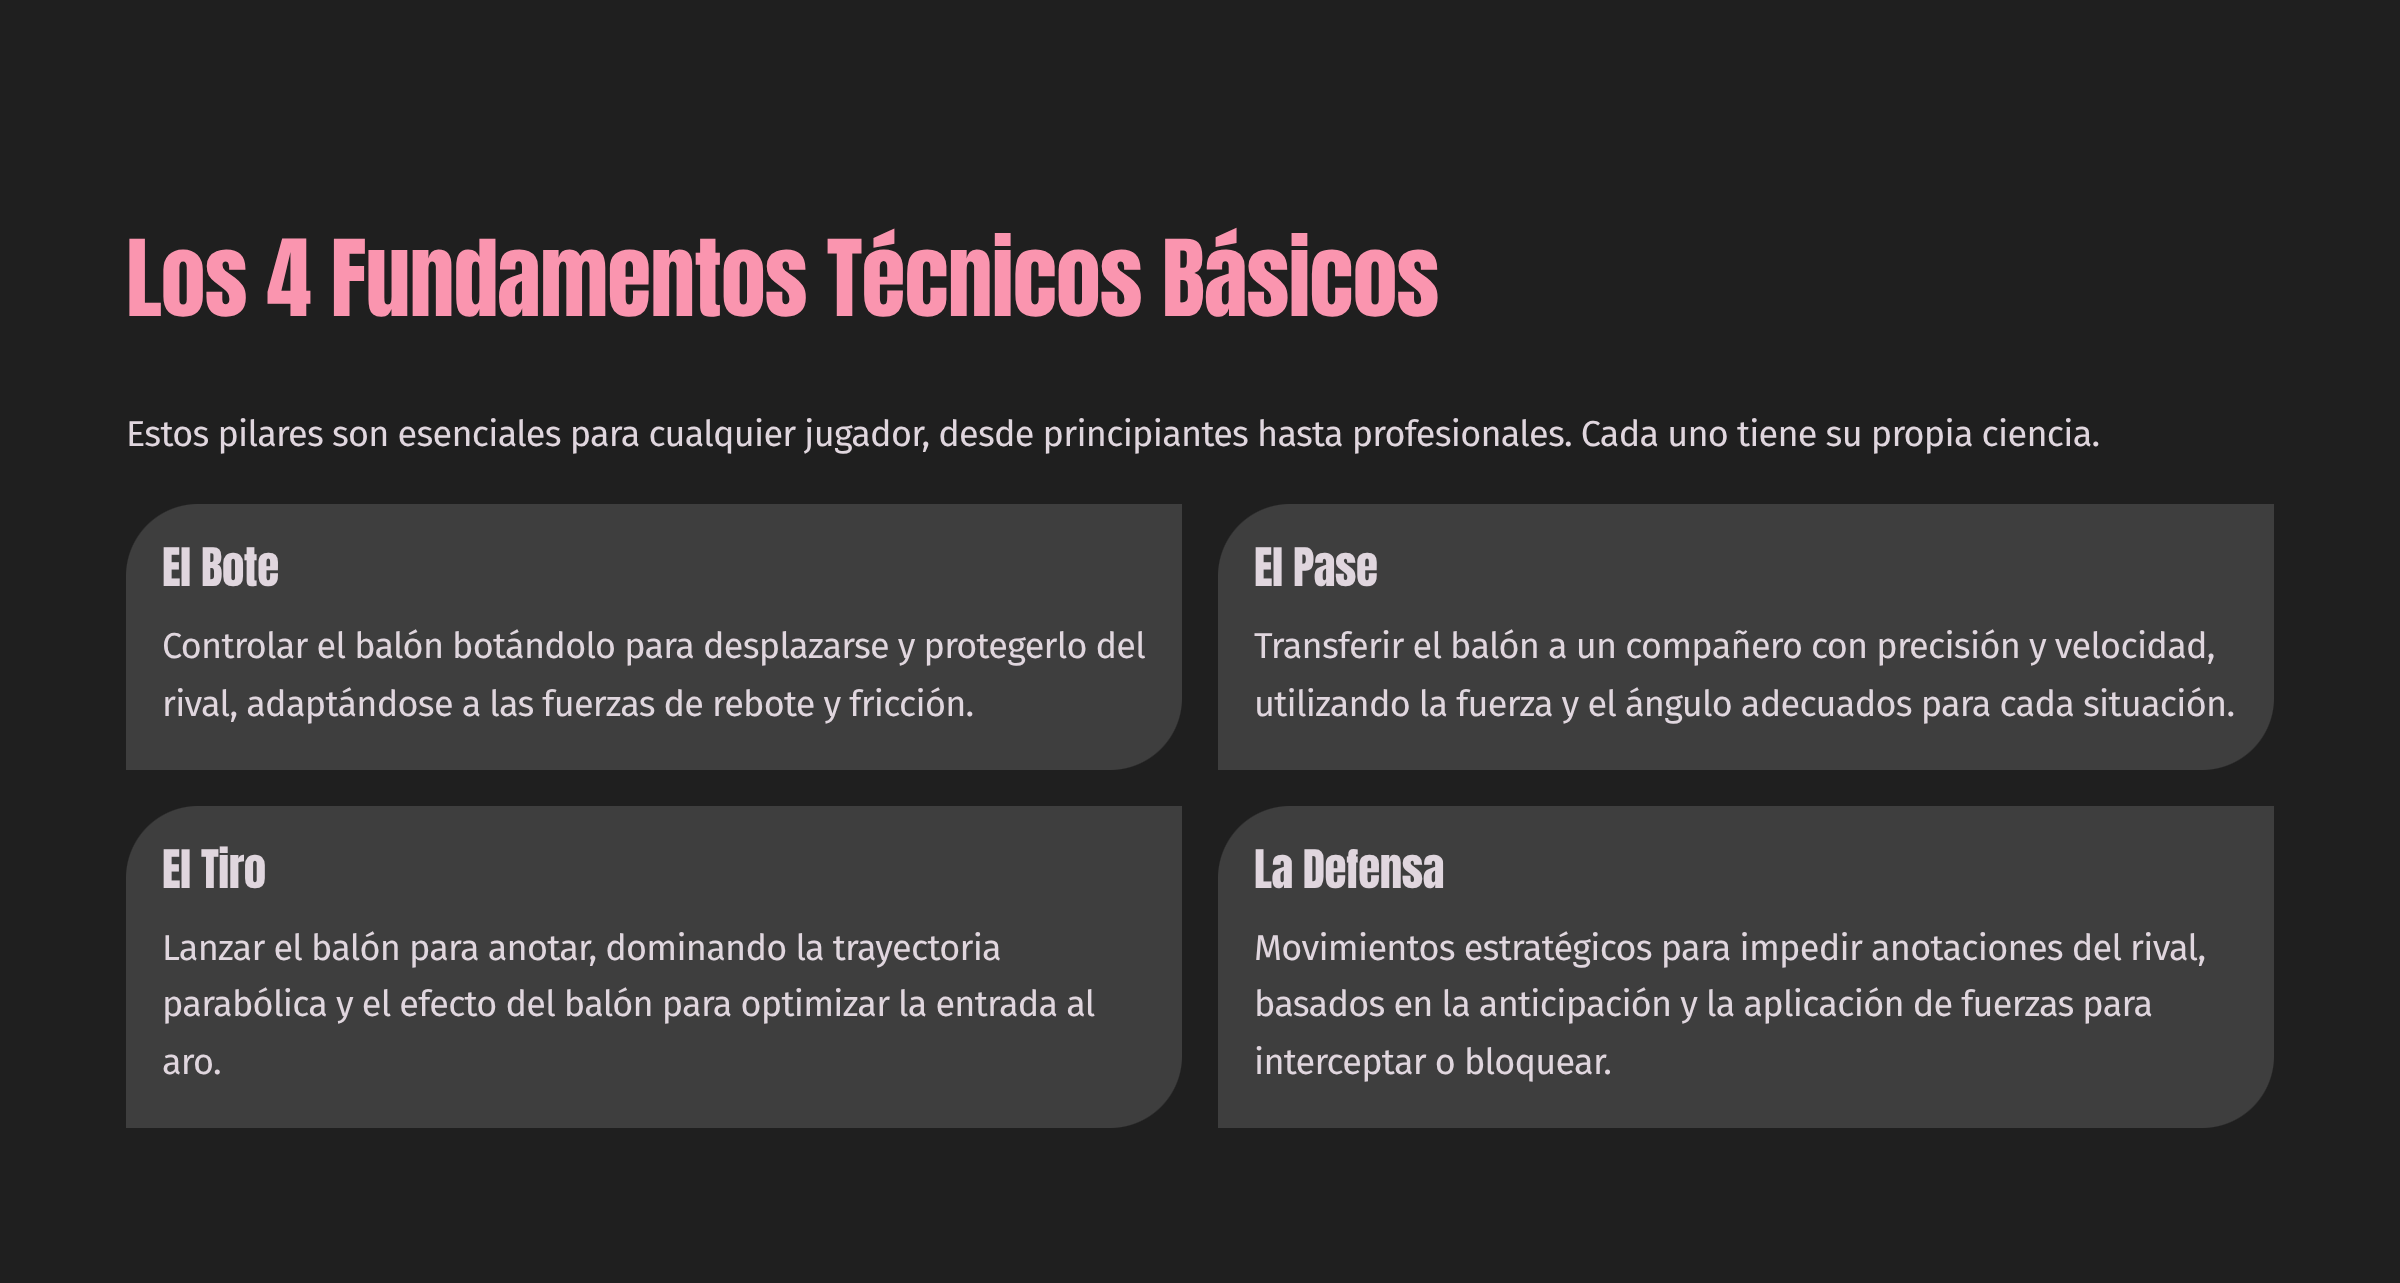 Los 4 Fundamentos Técnicos Básicos
Estos pilares son esenciales para cualquier jugador, desde principiantes hasta profesionales. Cada uno tiene su propia ciencia.
El Bote
Controlar el balón botándolo para desplazarse y protegerlo del
rival, adaptándose a las fuerzas de rebote y fricción.
El Pase
Transferir el balón a un compañero con precisión y velocidad,
utilizando la fuerza y el ángulo adecuados para cada situación.
El Tiro
Lanzar el balón para anotar, dominando la trayectoria
parabólica y el efecto del balón para optimizar la entrada al
aro.
La Defensa
Movimientos estratégicos para impedir anotaciones del rival,
basados en la anticipación y la aplicación de fuerzas para
interceptar o bloquear.